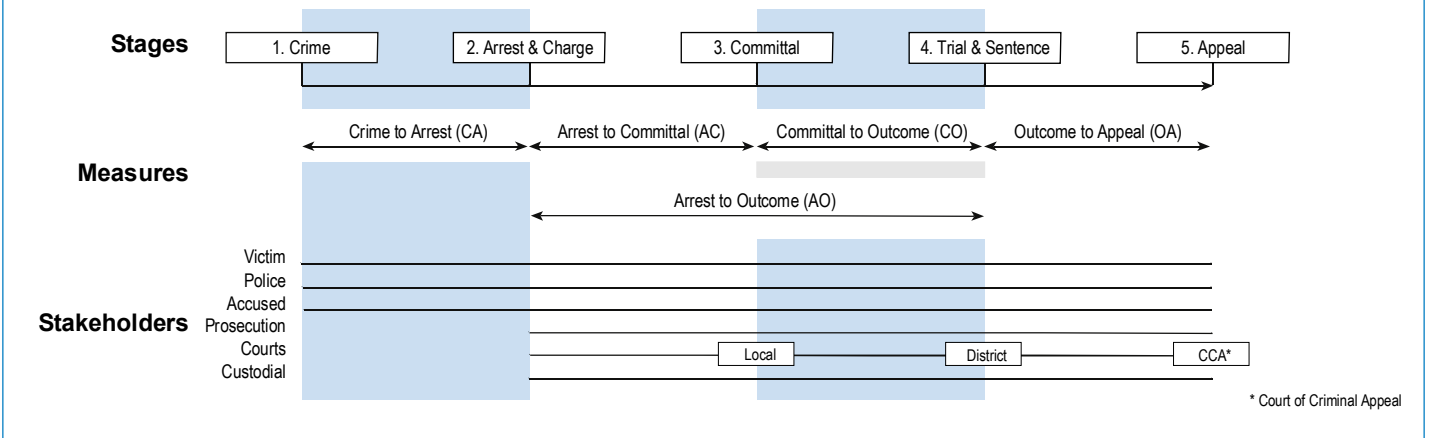 Stages
1. Crime
2. Arrest & Charge
3. Committal
4. Trial & Sentence
5. Appeal
Crime to Arrest (CA)
Arrest to Committal (AC)
Committal to Outcome (CO)
Outcome to Appeal (OA)
Measures
Arrest to Outcome (AO)
Stakeholders
Victim
Police
Accused
Prosecution
Courts
Custodial
Local
District
CCA*
* Court of Criminal Appeal